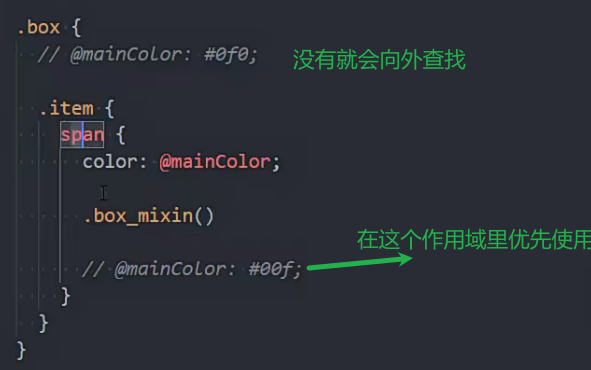 .box {
// @mainColor: #0f0;
没有就会向外查找
.item {
span {
color: @mainColor;
.box_mixin()
在这个作用域里优先使用
// @mainColor: #00f;
}
}
}